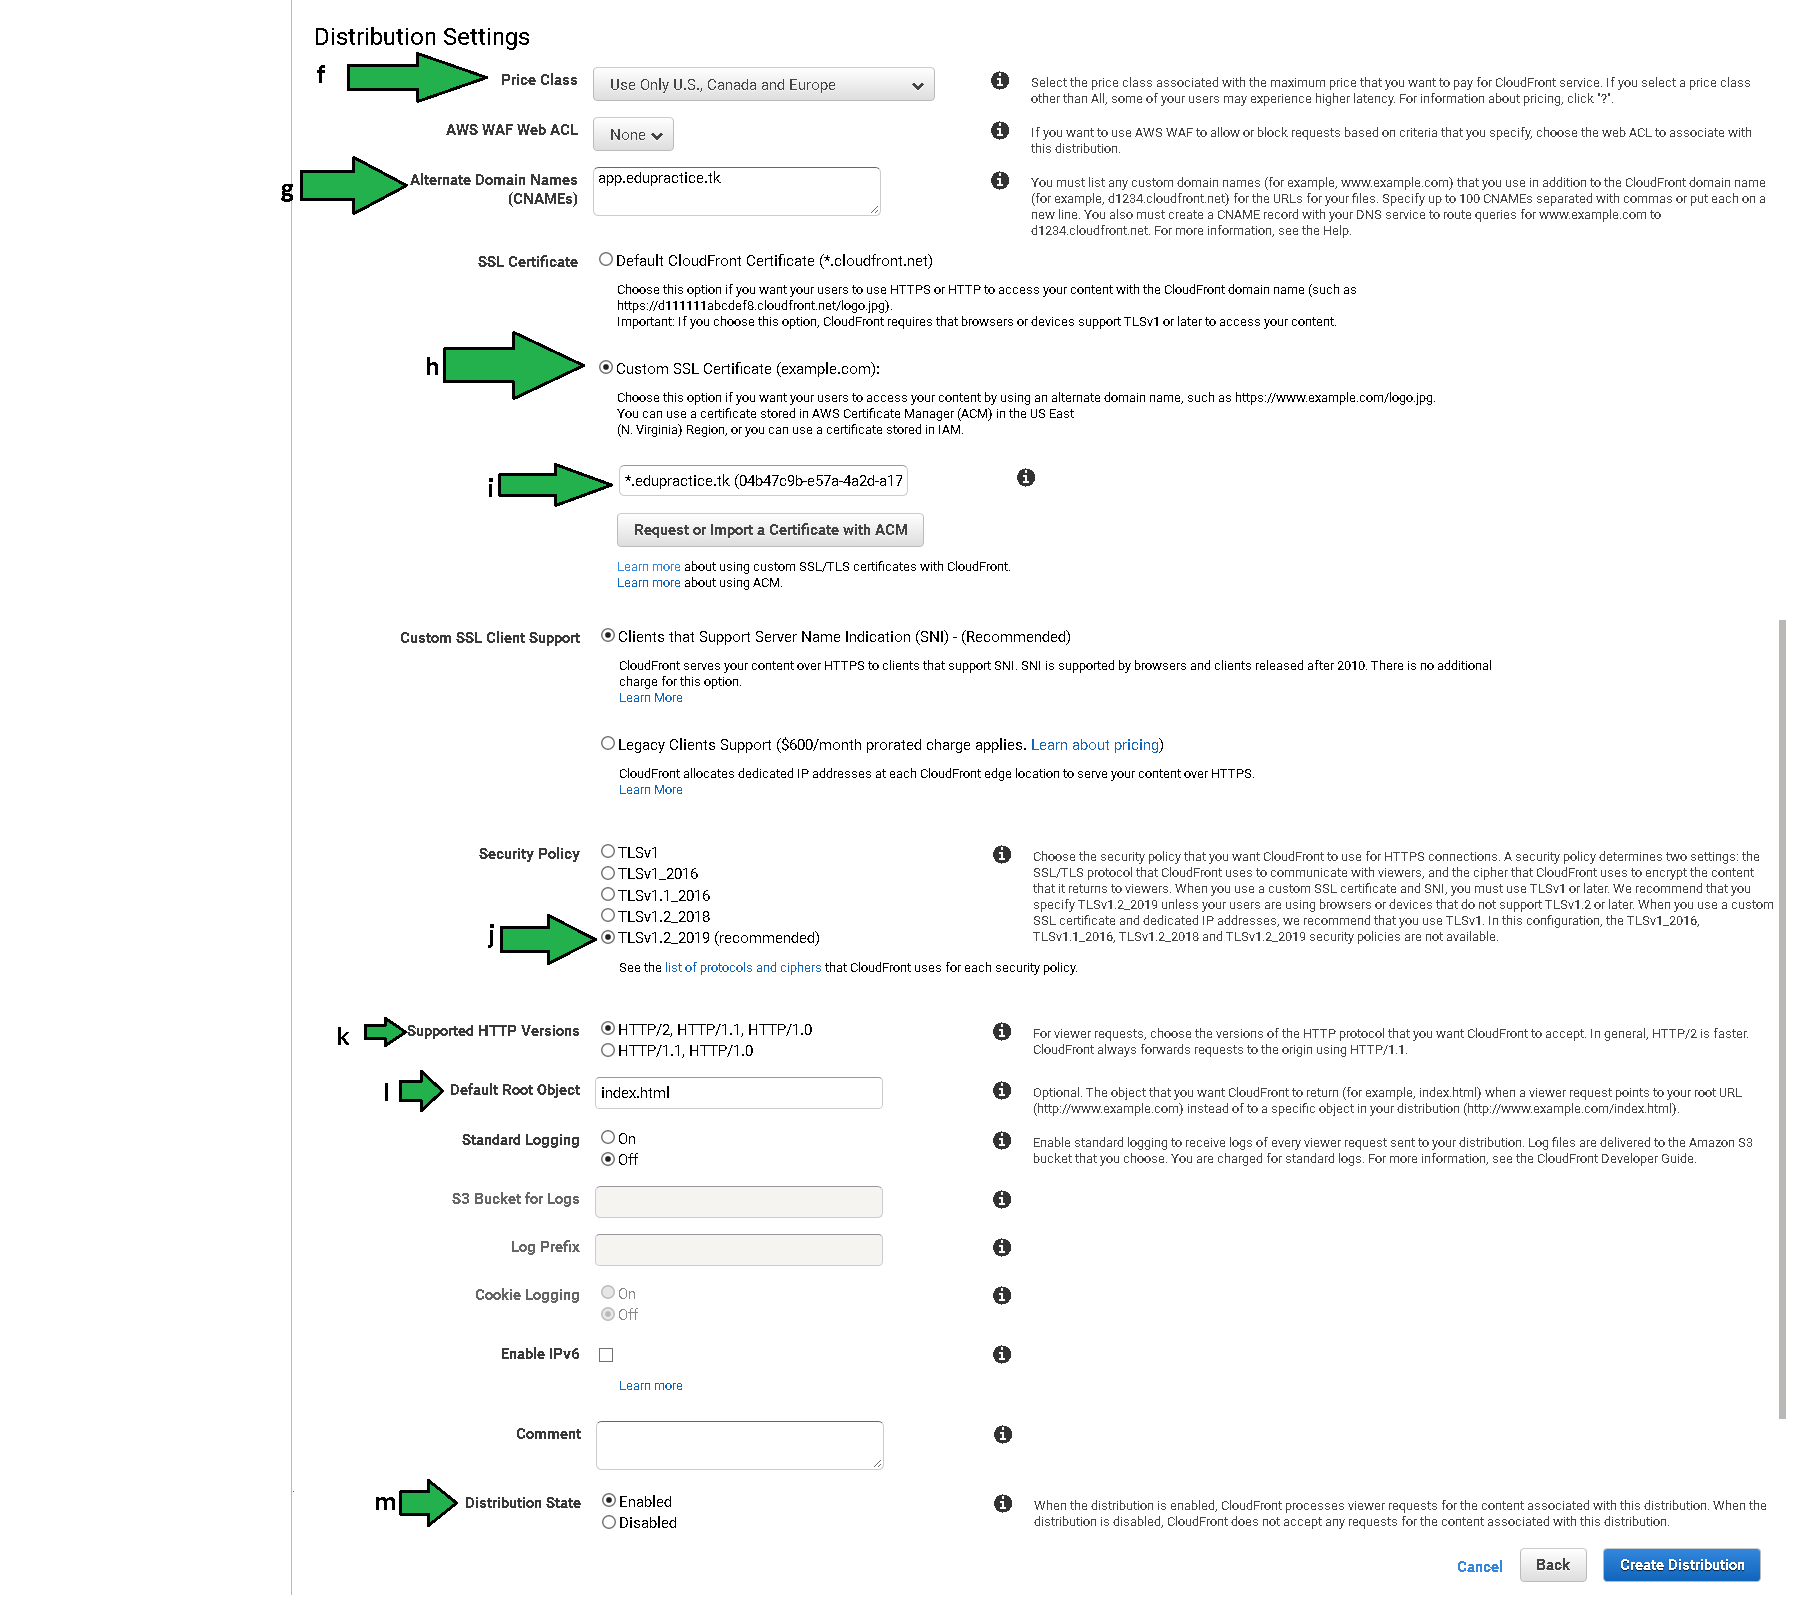 Distribution Settings
f
Price Class
Use Only U.S., Canada and Europe
Select the price class associated with the maximum price that you want to pay for CloudFront service. If you select a price class
other than All, some of your users may experience higher latency. For information about pricing, click "?".
AWS WAF Web ACL
None
If you want to use AWS WAF to allow or block requests based on criteria that you specify, choose the web ACL to associate with
this distribution.
g
Alternate Domain Names
(CNAMEs)
app.edupractice.tk
You must list any custom domain names (for example, www.example.com) that you use in addition to the CloudFront domain name
(for example, d1234.cloudfront.net) for the URLs for your files. Specify up to 100 CNAMEs separated with commas or put each on a
new line. You also must create a CNAME record with your DNS service to route queries for www.example.com to
d1234.cloudfront.net. For more information, see the Help.
SSL Certificate
Default CloudFront Certificate (*.cloudfront.net)
Choose this option if you want your users to use HTTPS or HTTP to access your content with the CloudFront domain name (such as
https://d111111abcdef8.cloudfront.net/logo.jpg).
Important: If you choose this option, CloudFront requires that browsers or devices support TLSv1 or later to access your content.
h
Custom SSL Certificate (example.com):
Choose this option if you want your users to access your content by using an alternate domain name, such as https://www.example.com/logo.jpg.
You can use a certificate stored in AWS Certificate Manager (ACM) in the US East
(N. Virginia) Region, or you can use a certificate stored in IAM.
i
*.edupractice.tk (04b47c9b-e57a-4a2d-a17
Request or Import a Certificate with ACM
Learn more about using custom SSL/TLS certificates with CloudFront.
Learn more about using ACM.
Custom SSL Client Support
Clients that Support Server Name Indication (SNI) - (Recommended)
CloudFront serves your content over HTTPS to clients that support SNI. SNI is supported by browsers and clients released after 2010. There is no additional
charge for this option.
Learn More
Legacy Clients Support ($600/month prorated charge applies. Learn about pricing)
CloudFront allocates dedicated IP addresses at each CloudFront edge location to serve your content over HTTPS.
Learn More
Security Policy
TLSv1
TLSv1_2016
TLSv1.1_2016
TLSv1.2_2018
j
TLSv1.2_2019 (recommended)
Choose the security policy that you want CloudFront to use for HTTPS connections. A security policy determines two settings: the
SSL/TLS protocol that CloudFront uses to communicate with viewers, and the cipher that CloudFront uses to encrypt the content
that it returns to viewers. When you use a custom SSL certificate and SNI, you must use TLSv1 or later. We recommend that you
specify TLSv1.2_2019 unless your users are using browsers or devices that do not support TLSv1.2 or later. When you use a custom
SSL certificate and dedicated IP addresses, we recommend that you use TLSv1. In this configuration, the TLSv1_2016,
TLSv1.1_2016, TLSv1.2_2018 and TLSv1.2_2019 security policies are not available.
See the list of protocols and ciphers that CloudFront uses for each security policy.
k
Supported HTTP Versions
HTTP/2, HTTP/1.1, HTTP/1.0
HTTP/1.1, HTTP/1.0
For viewer requests, choose the versions of the HTTP protocol that you want CloudFront to accept. In general, HTTP/2 is faster.
CloudFront always forwards requests to the origin using HTTP/1.1.
l
Default Root Object
index.html
Optional. The object that you want CloudFront to return (for example, index.html) when a viewer request points to your root URL
(http://www.example.com) instead of to a specific object in your distribution (http://www.example.com/index.html).
Standard Logging
On
Off
Enable standard logging to receive logs of every viewer request sent to your distribution. Log files are delivered to the Amazon S3
bucket that you choose. You are charged for standard logs. For more information, see the CloudFront Developer Guide.
S3 Bucket for Logs
Log Prefix
Cookie Logging
On
Off
Enable IPv6
Learn more
Comment
m
Distribution State
Enabled
Disabled
When the distribution is enabled, CloudFront processes viewer requests for the content associated with this distribution. When the
distribution is disabled, CloudFront does not accept any requests for the content associated with this distribution.
Cancel
Back
Create Distribution